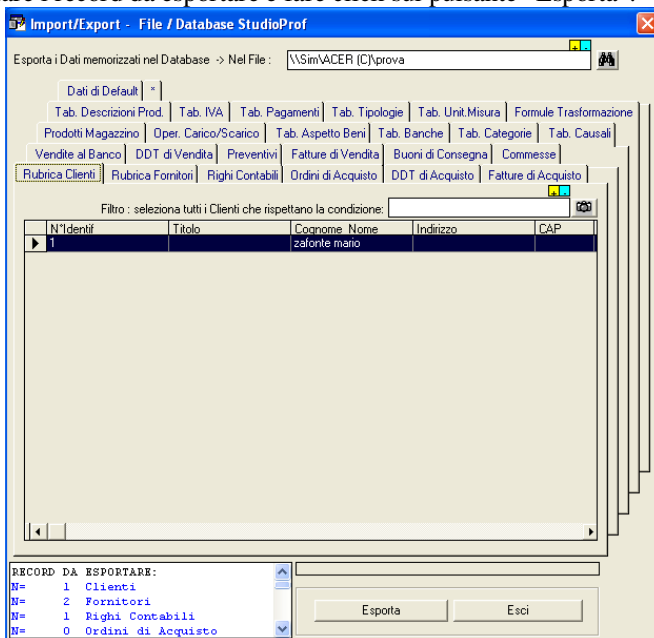 are i record da esportare e fare click sul pulsante "Esporta".
Import/Export - File / Database StudioProf
Esporta i Dati memorizzati nel Database -> Nel File : \\Sim\ACER (C)\prova
+ -
Dati di Default *
Tab. Descrizioni Prod. Tab. IVA Tab. Pagamenti Tab. Tipologie Tab. Unit.Misura Formule Trasformazione
Prodotti Magazzino Oper. Carico/Scarico Tab. Aspetto Beni Tab. Banche Tab. Categorie Tab. Causali
Vendite al Banco DDT di Vendita Preventivi Fatture di Vendita Buoni di Consegna Commesse
Rubrica Clienti Rubrica Fornitori Righi Contabili Ordini di Acquisto DDT di Acquisto Fatture di Acquisto
+ -
Filtro : seleziona tutti i Clienti che rispettano la condizione:
N°Identif Titolo Cognome Nome Indirizzo CAP
1 zafonte mario
RECORD DA ESPORTARE:
N= 1 Clienti
N= 2 Fornitori
N= 1 Righi Contabili
N= 0 Ordini di Acquisto
Esporta Esci